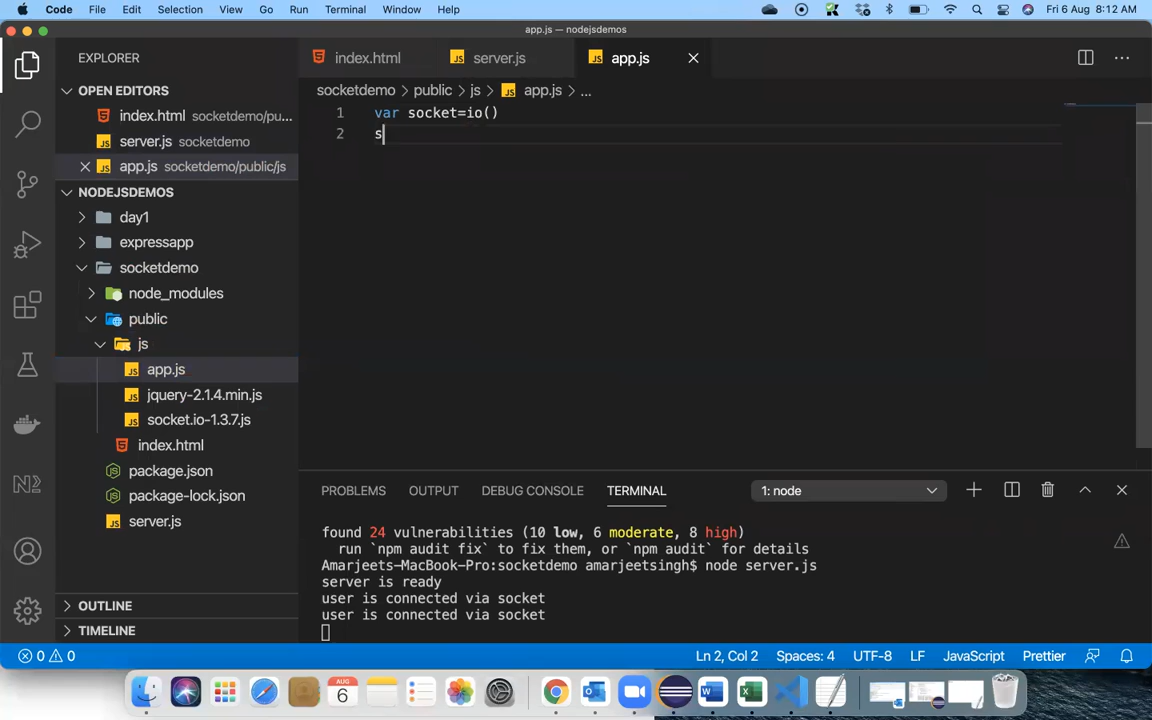 Code File Edit Selection View Go Run Terminal Window Help Fri 6 Aug 8:12 AM
app.js — nodejsdemos
EXPLORER
index.html server.js app.js
socketdemo > public > js > app.js > ...
OPEN EDITORS
index.html socketdemo/pu...
server.js socketdemo
app.js socketdemo/public/js
NODEJSDEMOS
day1
expressapp
socketdemo
node_modules
public
js
app.js
jquery-2.1.4.min.js
socket.io-1.3.7.js
index.html
package.json
package-lock.json
server.js
OUTLINE
TIMELINE
1 var socket=io()
2 s
PROBLEMS OUTPUT DEBUG CONSOLE TERMINAL 1: node
found 24 vulnerabilities (10 low, 6 moderate, 8 high)
run `npm audit fix` to fix them, or `npm audit` for details
Amarjeets-MacBook-Pro:socketdemo amarjeetsingh$ node server.js
server is ready
user is connected via socket
user is connected via socket
0 0 Ln 2, Col 2 Spaces: 4 UTF-8 LF JavaScript Prettier
AUG
6